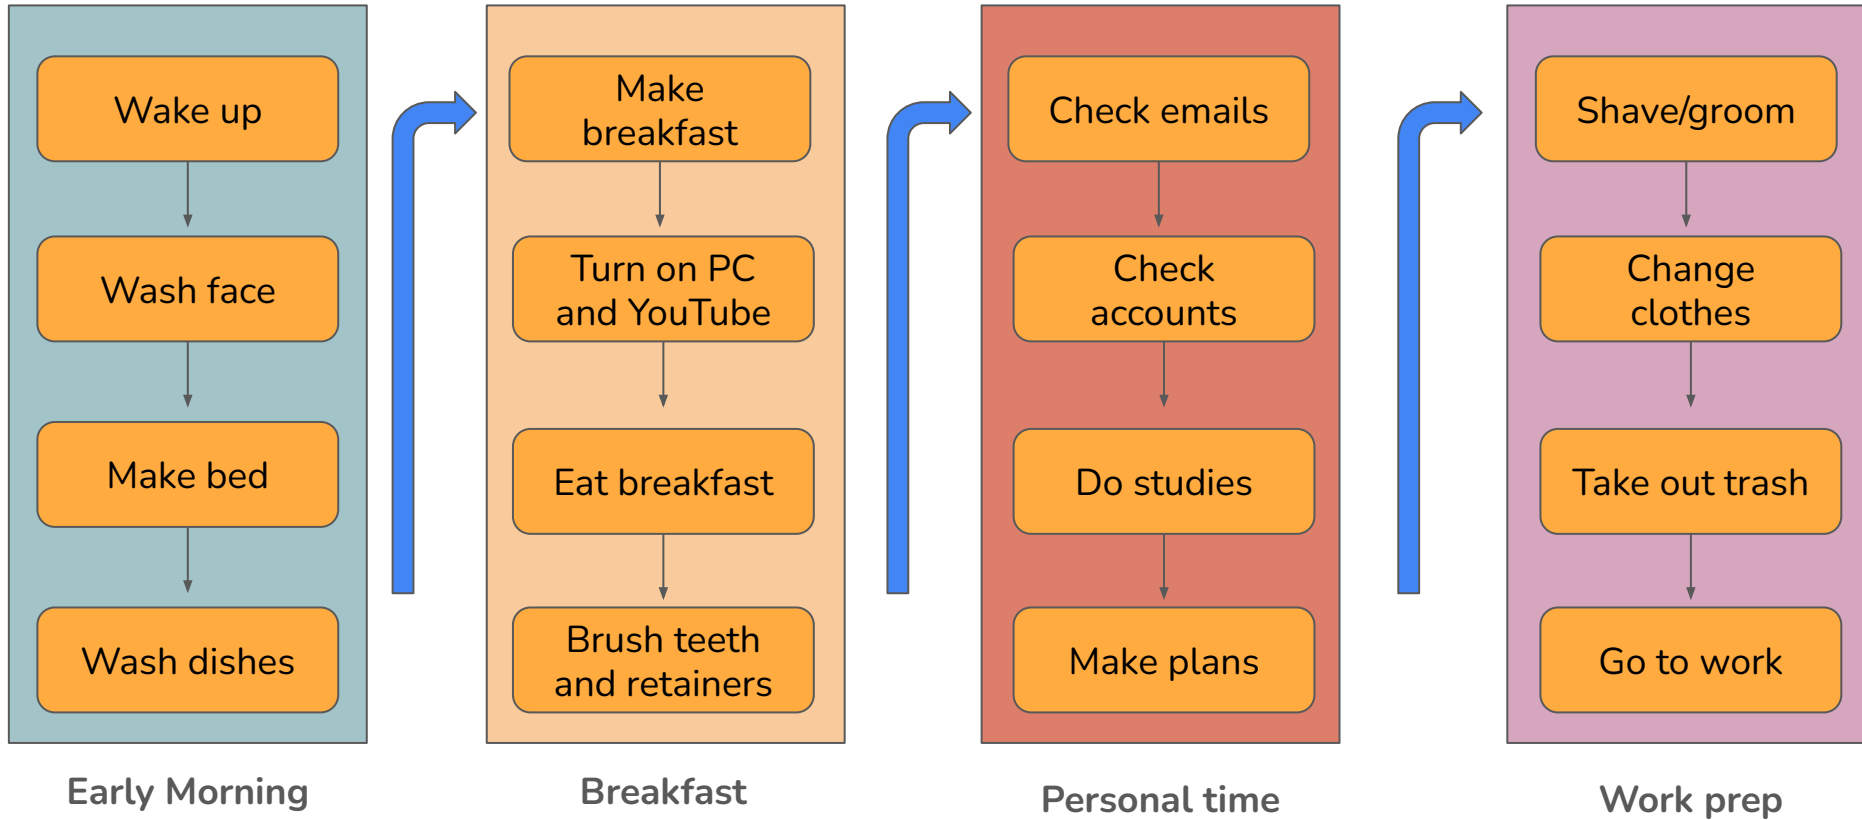 Wake up
Wash face
Make bed
Wash dishes
Early Morning
Make
breakfast
Turn on PC
and YouTube
Eat breakfast
Brush teeth
and retainers
Breakfast
Check emails
Check
accounts
Do studies
Make plans
Personal time
Shave/groom
Change
clothes
Take out trash
Go to work
Work prep